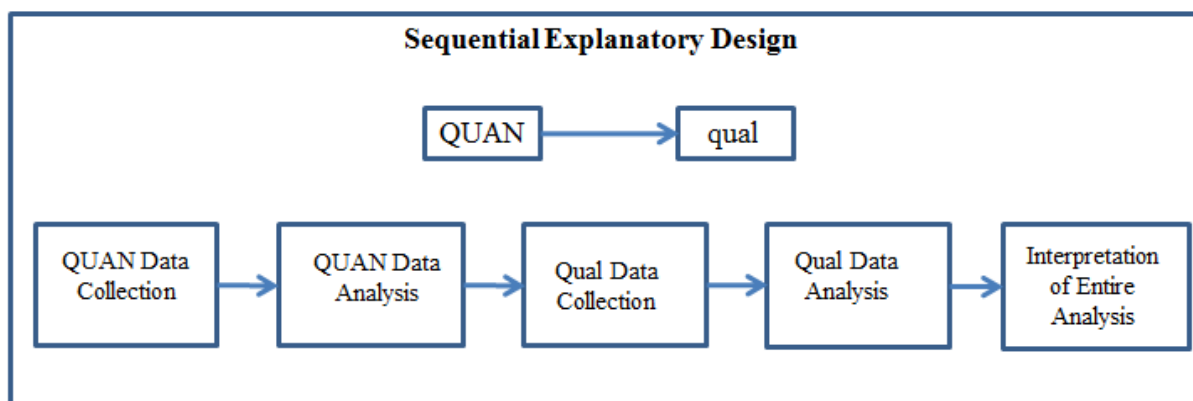 Sequential Explanatory Design
QUAN
qual
QUAN Data
Collection
QUAN Data
Analysis
Qual Data
Collection
Qual Data
Analysis
Interpretation
of Entire
Analysis